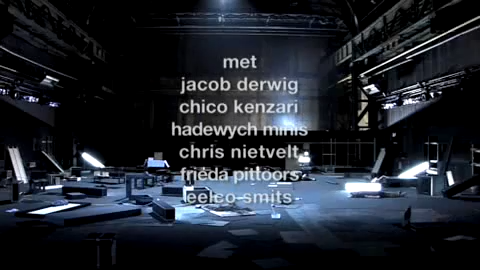 met
jacob derwig
chico kenzari
hadewych minis
chris nietvelt
frieda pittoors
eelco smits